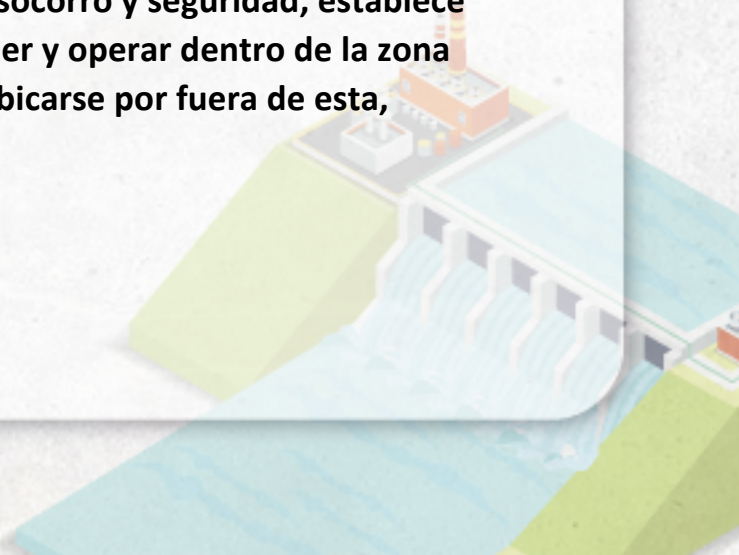 socorro y seguridad, establece
er y operar dentro de la zona
bicarse por fuera de esta,